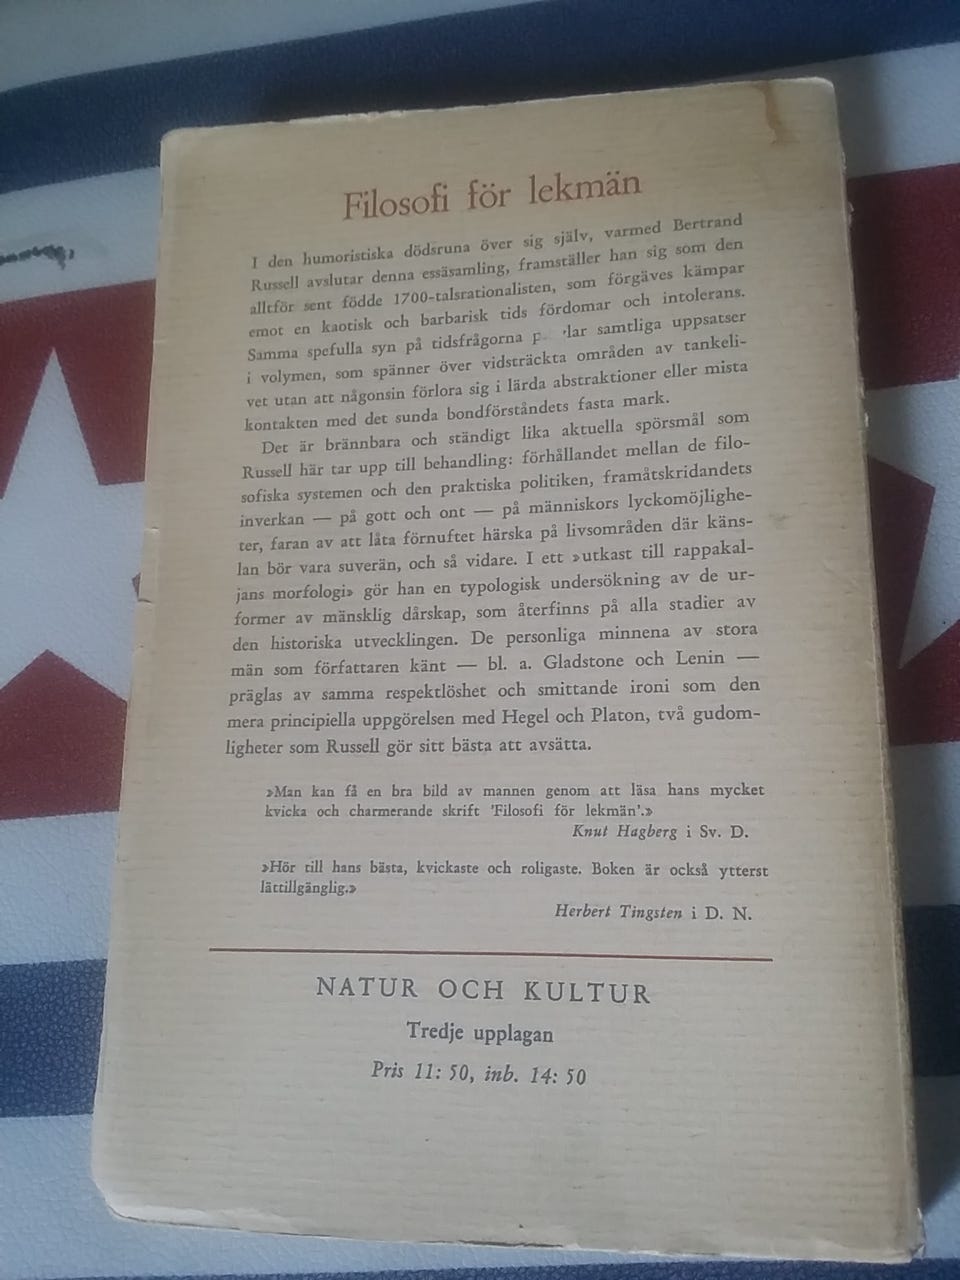 Filosofi för lekmän
I den humoristiska dödsruna över sig själv, varmed Bertrand
Russell avslutar denna essäsamling, framställer han sig som den
alltför sent födde 1700-talsrationalisten, som förgäves kämpar
emot en kaotisk och barbarisk tids fördomar och intolerans.
Samma spefulla syn på tidsfrågorna samtliga uppsatser
i volymen, som spänner över vidsträckta områden av tankeli-
vet utan att någonsin förlora sig i lärda abstraktioner eller mista
kontakten med det sunda bondförståndets fasta mark.
Det är brännbara och ständigt lika aktuella spörsmål som
Russell här tar upp till behandling: förhållandet mellan de filo-
sofiska systemen och den praktiska politiken, framåtskridandets
inverkan — på gott och ont — på människors lyckomöjlighe-
ter, faran av att låta förnuftet härska på livsområden där käns-
lan bör vara suverän, och så vidare. I ett »utkast till rappakal-
jans morfologi» gör han en typologisk undersökning av de ur-
former av mänsklig dårskap, som återfinns på alla stadier av
den historiska utvecklingen. De personliga minnena av stora
män som författaren känt — bl. a. Gladstone och Lenin —
präglas av samma respektlöshet och smittande ironi som den
mera principiella uppgörelsen med Hegel och Platon, två gudom-
ligheter som Russell gör sitt bästa att avsätta.
»Man kan få en bra bild av mannen genom att läsa hans mycket
kvicka och charmerande skrift 'Filosofi för lekmän'.»
Knut Hagberg i Sv. D.
»Hör till hans bästa, kvickaste och roligaste. Boken är också ytterst
lättillgänglig.»
Herbert Tingsten i D. N.
NATUR OCH KULTUR
Tredje upplagan
Pris 11: 50, inb. 14: 50